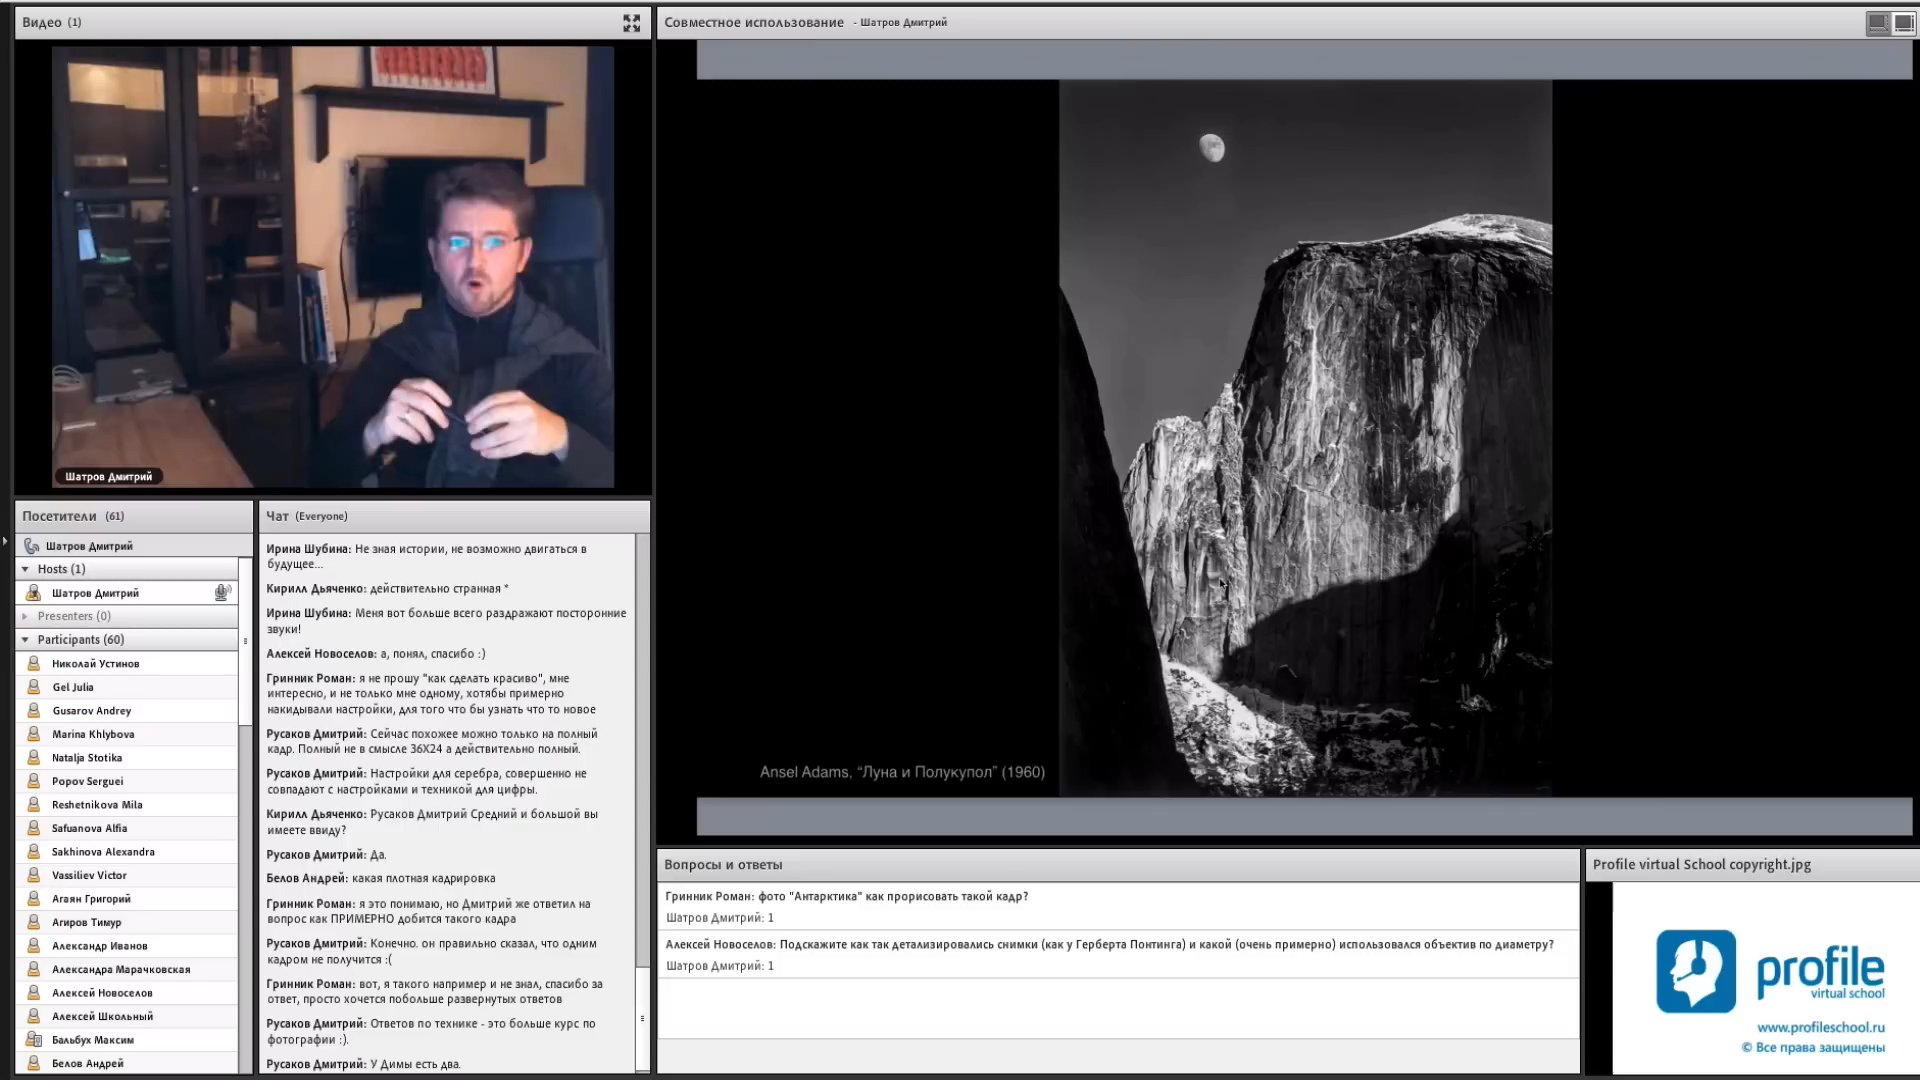 Видео (1)
Совместное использование - Шатров Дмитрий
Шатров Дмитрий
Ansel Adams, “Луна и Полукупол” (1960)
Посетители (61)
Шатров Дмитрий
Hosts (1)
Шатров Дмитрий
Presenters (0)
Participants (60)
Николай Устинов
Gel Julia
Gusarov Andrey
Marina Khlybova
Natalja Stotika
Popov Serguei
Reshetnikova Mila
Safuanova Alfia
Sakhinova Alexandra
Vassiliev Victor
Агаян Григорий
Агиров Тимур
Александр Иванов
Александра Марачковская
Алексей Новоселов
Алексей Школьный
Бальбух Максим
Белов Андрей
Чат (Everyone)
Ирина Шубина: Не зная истории, не возможно двигаться в
будущее...
Кирилл Дьяченко: действительно странная *
Ирина Шубина: Меня вот больше всего раздражают посторонние
звуки!
Алексей Новоселов: а, понял, спасибо :)
Гринник Роман: я не прошу "как сделать красиво", мне
интересно, и не только мне одному, хотябы примерно
накидывали настройки, для того что бы узнать что то новое
Русаков Дмитрий: Сейчас похожее можно только на полный
кадр. Полный не в смысле 36Х24 а действительно полный.
Русаков Дмитрий: Настройки для серебра, совершенно не
совпадают с настройками и техникой для цифры.
Кирилл Дьяченко: Русаков Дмитрий Средний и большой вы
имеете ввиду?
Русаков Дмитрий: Да.
Белов Андрей: какая плотная кадрировка
Гринник Роман: я это понимаю, но Дмитрий же ответил на
вопрос как ПРИМЕРНО добится такого кадра
Русаков Дмитрий: Конечно. он правильно сказал, что одним
кадром не получится :(
Гринник Роман: вот, я такого например и не знал, спасибо за
ответ, просто хочется побольше развернутых ответов
Русаков Дмитрий: Ответов по технике - это больше курс по
фотографии :).
Русаков Дмитрий: У Димы есть два.
Вопросы и ответы
Гринник Роман: фото "Антарктика" как прорисовать такой кадр?
Шатров Дмитрий: 1
Алексей Новоселов: Подскажите как так детализировались снимки (как у Герберта Понтинга) и какой (очень примерно) использовался объектив по диаметру?
Шатров Дмитрий: 1
Profile virtual School copyright.jpg
profile
virtual school
www.profileschool.ru
© Все права защищены